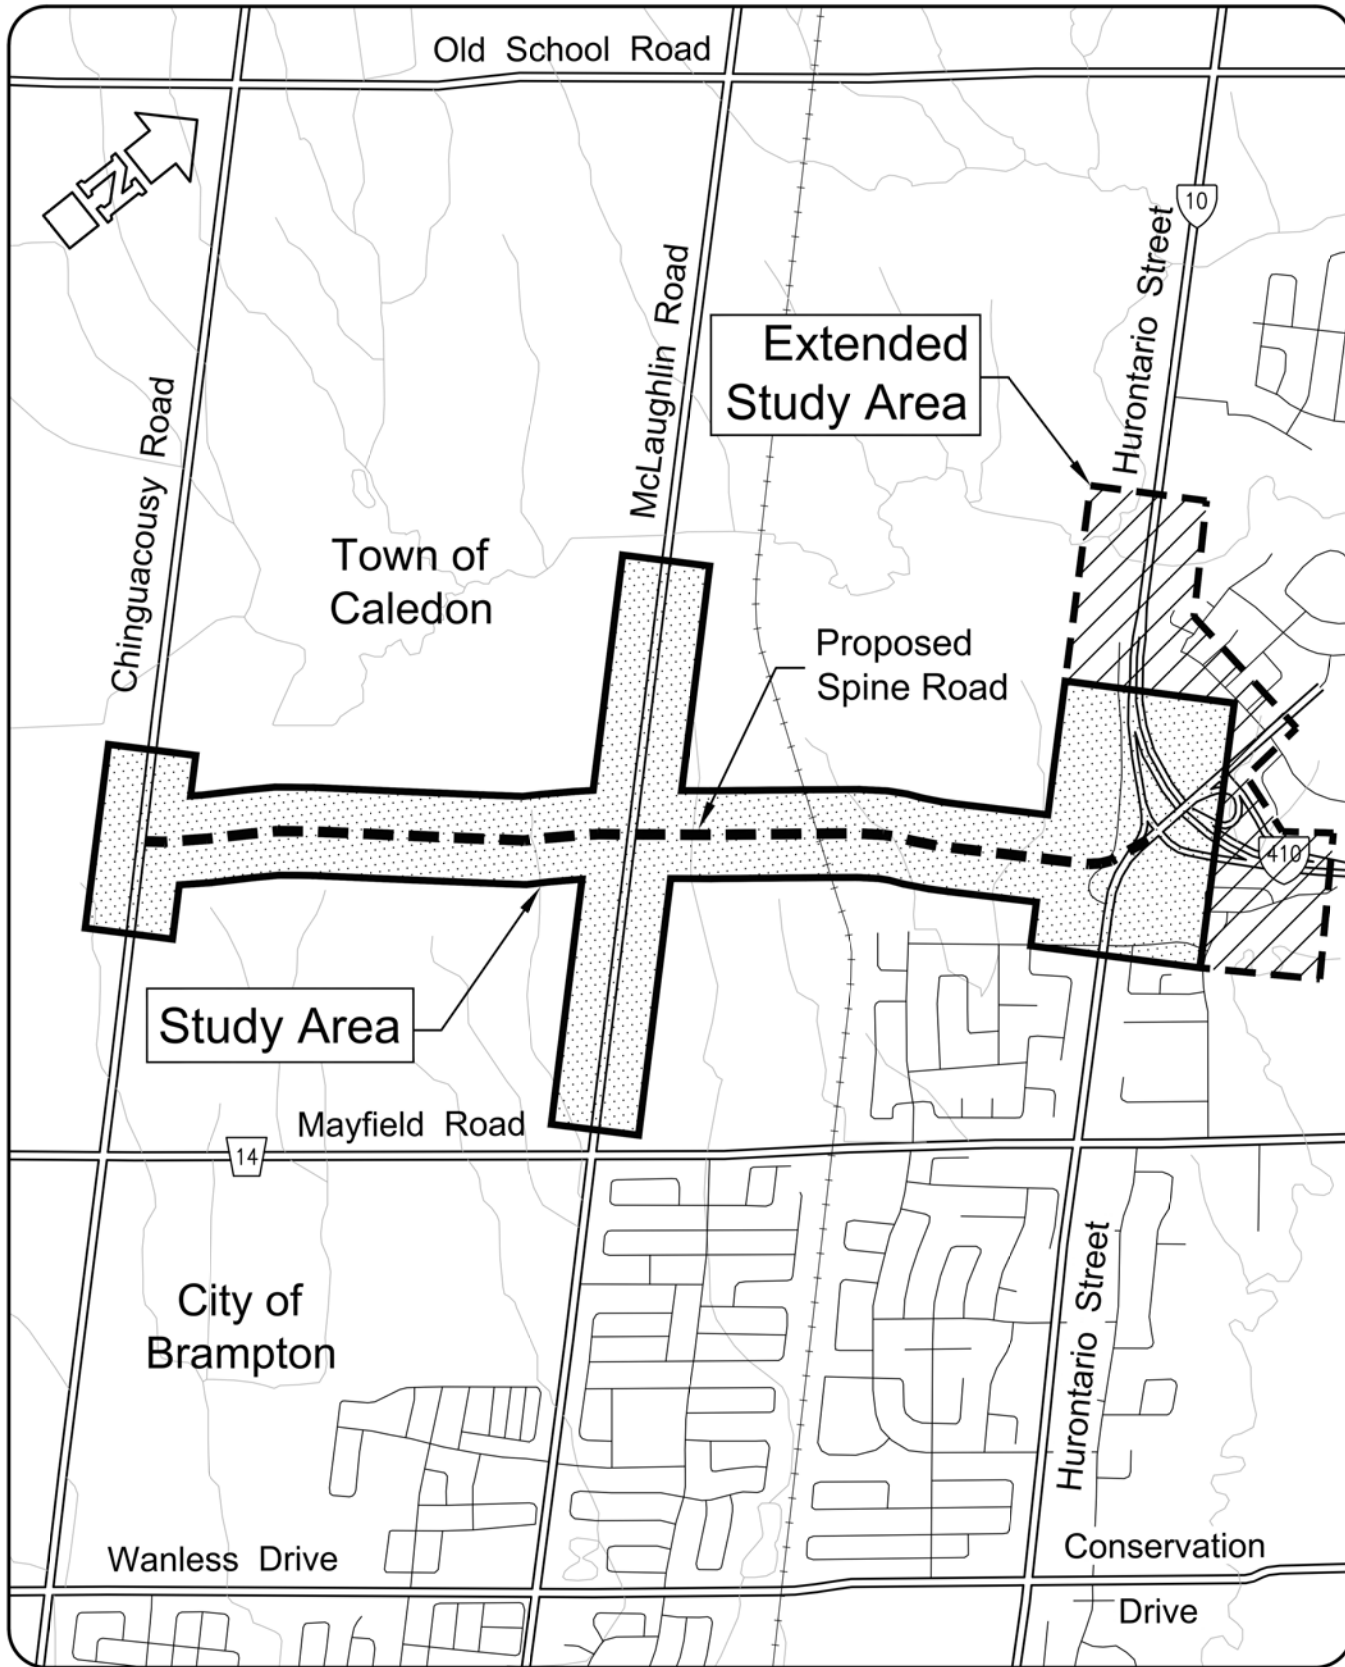 Old School Road
N
10
Hurontario Street
McLaughlin Road
Extended
Study Area
Chinguacousy Road
Town of
Caledon
Proposed
Spine Road
410
Study Area
Mayfield Road
14
City of
Brampton
Hurontario Street
Wanless Drive
Conservation
Drive